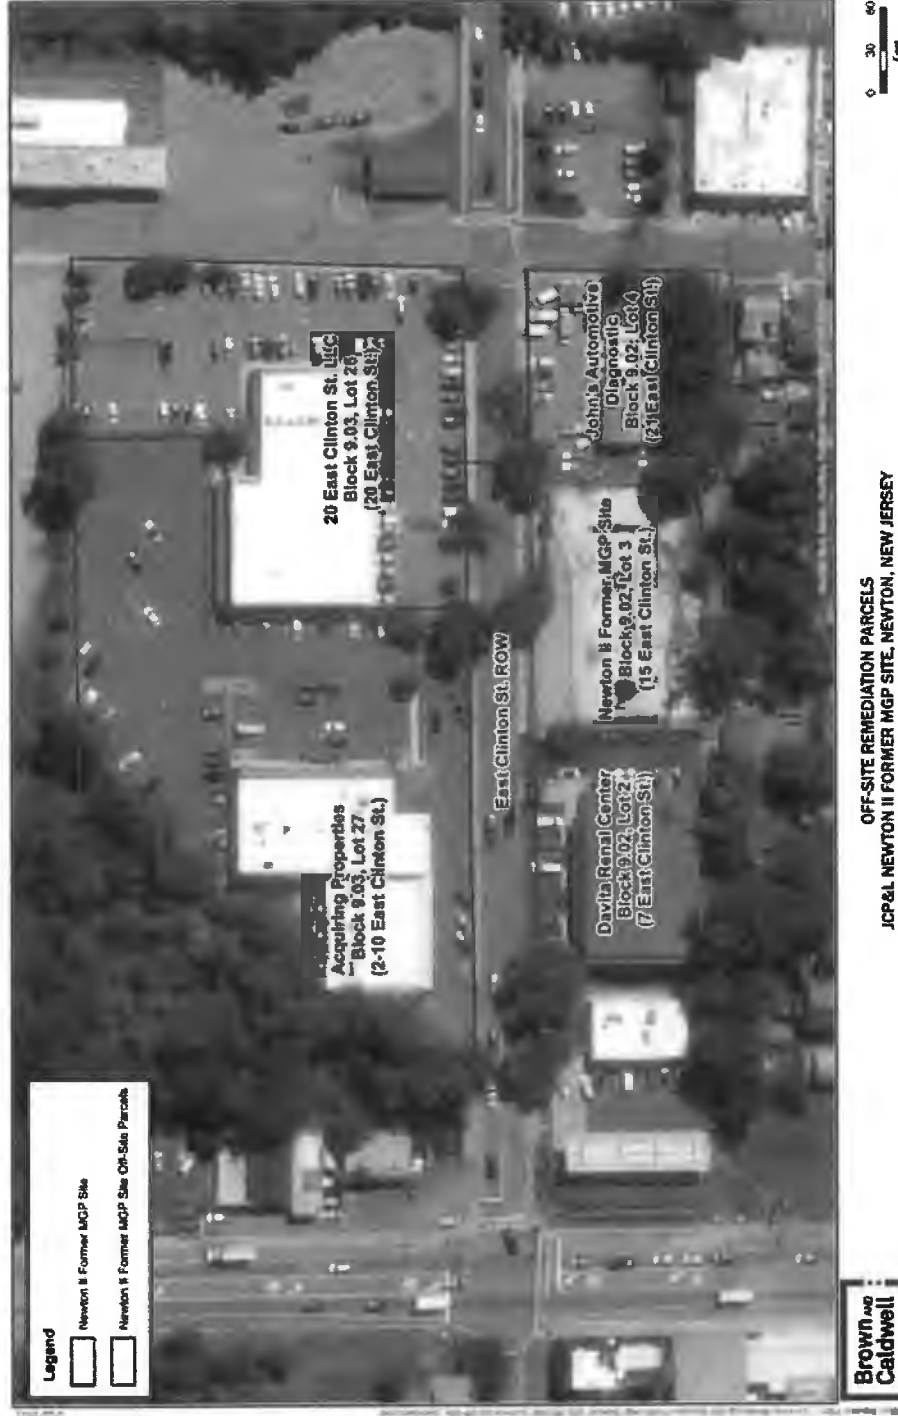 Legend
Newton II Former MGP Site
Newton II Former MGP Site Off-Site Parcels
Acquiring Properties
Block 9.03, Lot 27
(2-10 East Clinton St.)
20 East Clinton St. LLC
Block 9.03, Lot 26
(20 East Clinton St.)
East Clinton St. ROW
Davita Renal Center
Block 9.02, Lot 2
(7 East Clinton St.)
Newton II Former MGP Site
Block 9.02, Lot 3
(15 East Clinton St.)
John's Automotive
Diagnostic
Block 9.02, Lot 4
(21 East Clinton St.)
Brown AND
Caldwell
OFF-SITE REMEDIATION PARCELS
JCP&L NEWTON II FORMER MGP SITE, NEWTON, NEW JERSEY
0 30 60